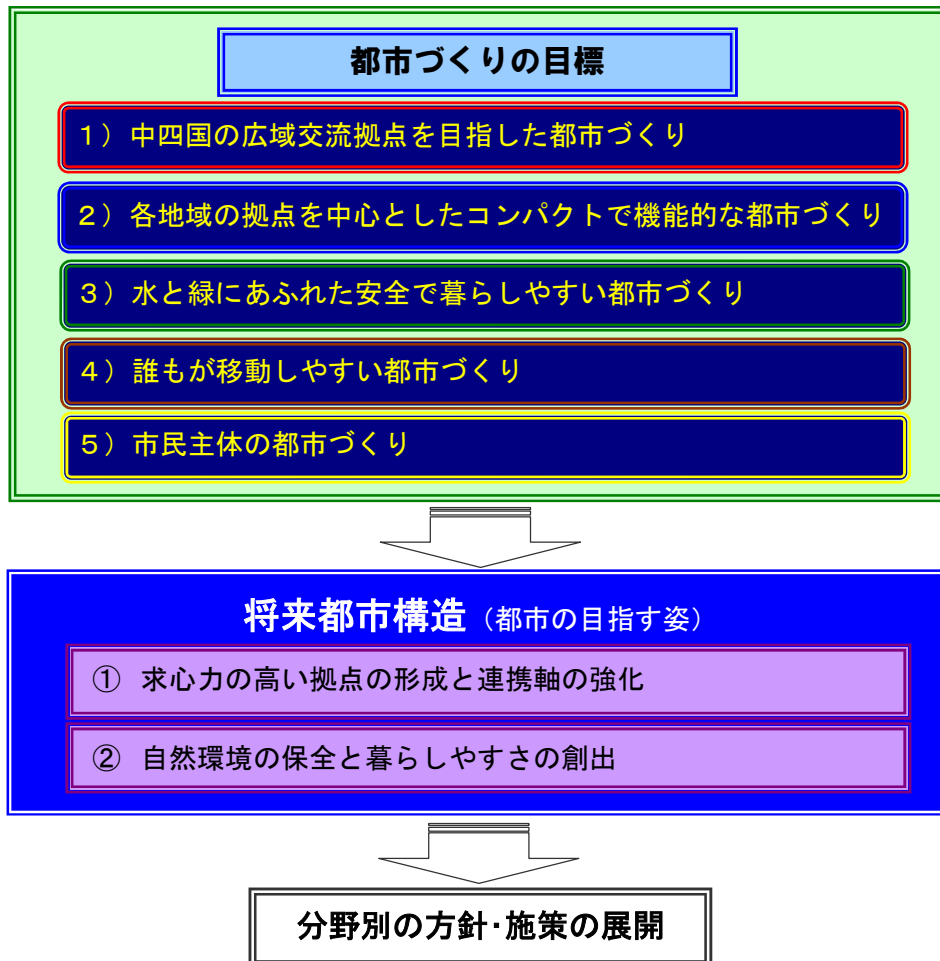 都市づくりの目標
1）中四国の広域交流拠点を目指した都市づくり
2）各地域の拠点を中心としたコンパクトで機能的な都市づくり
3）水と緑にあふれた安全で暮らしやすい都市づくり
4）誰もが移動しやすい都市づくり
5）市民主体の都市づくり
将来都市構造（都市の目指す姿）
① 求心力の高い拠点の形成と連携軸の強化
② 自然環境の保全と暮らしやすさの創出
分野別の方針・施策の展開